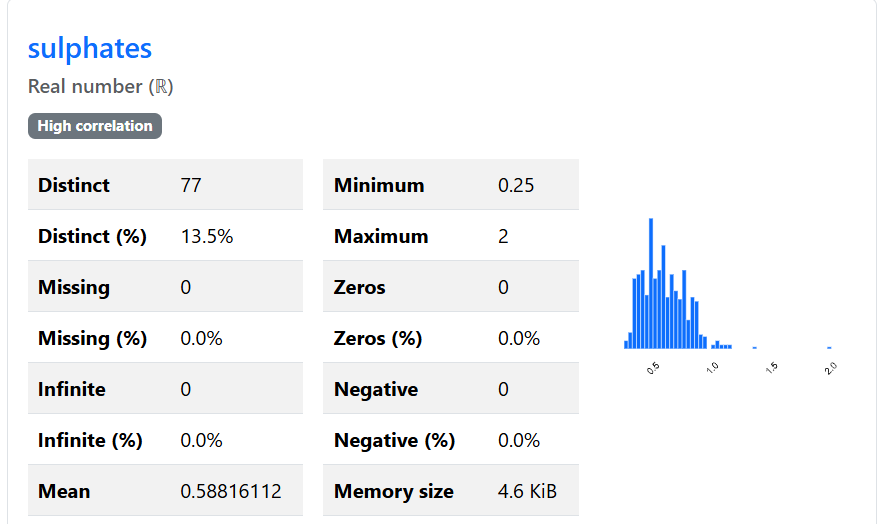 sulphates
Real number (ℝ)
High correlation
Distinct 77
Distinct (%) 13.5%
Missing 0
Missing (%) 0.0%
Infinite 0
Infinite (%) 0.0%
Mean 0.58816112
Minimum 0.25
Maximum 2
Zeros 0
Zeros (%) 0.0%
Negative 0
Negative (%) 0.0%
Memory size 4.6 KiB
0.5 1.0 1.5 2.0